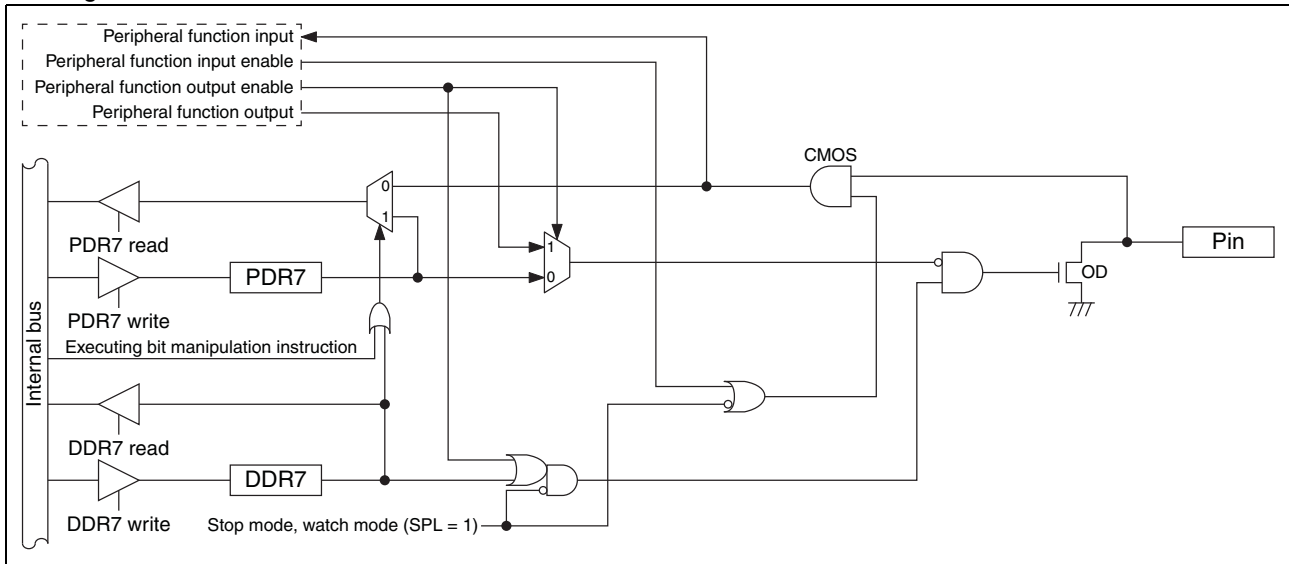 Peripheral function input
Peripheral function input enable
Peripheral function output enable
Peripheral function output
CMOS
0
1
PDR7 read
1
Pin
PDR7
0
OD
PDR7 write
Executing bit manipulation instruction
Internal bus
DDR7 read
DDR7
DDR7 write
Stop mode, watch mode (SPL = 1)